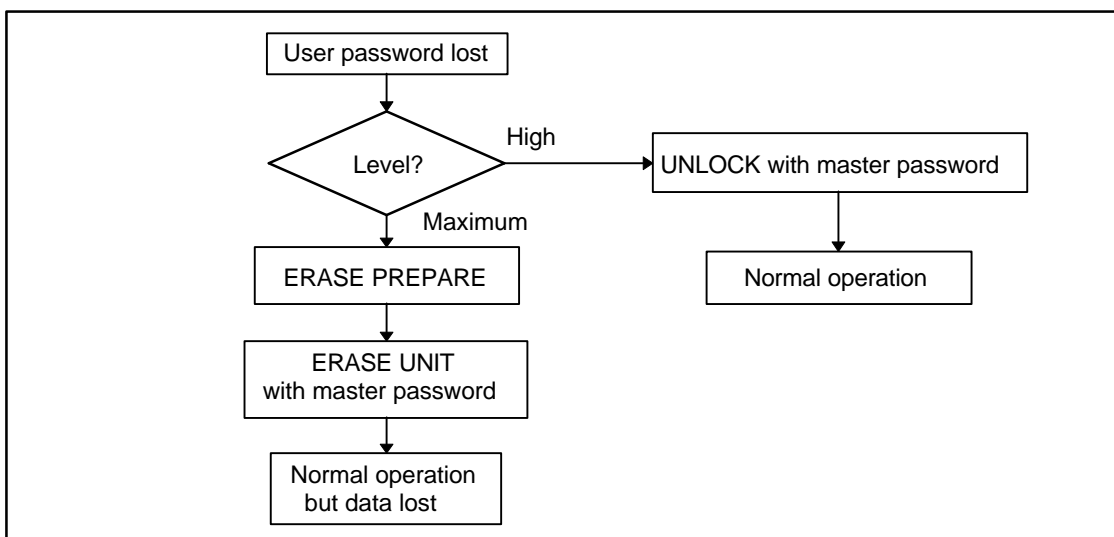 User password lost
Level?
High
UNLOCK with master password
Maximum
ERASE PREPARE
Normal operation
ERASE UNIT
with master password
Normal operation
but data lost